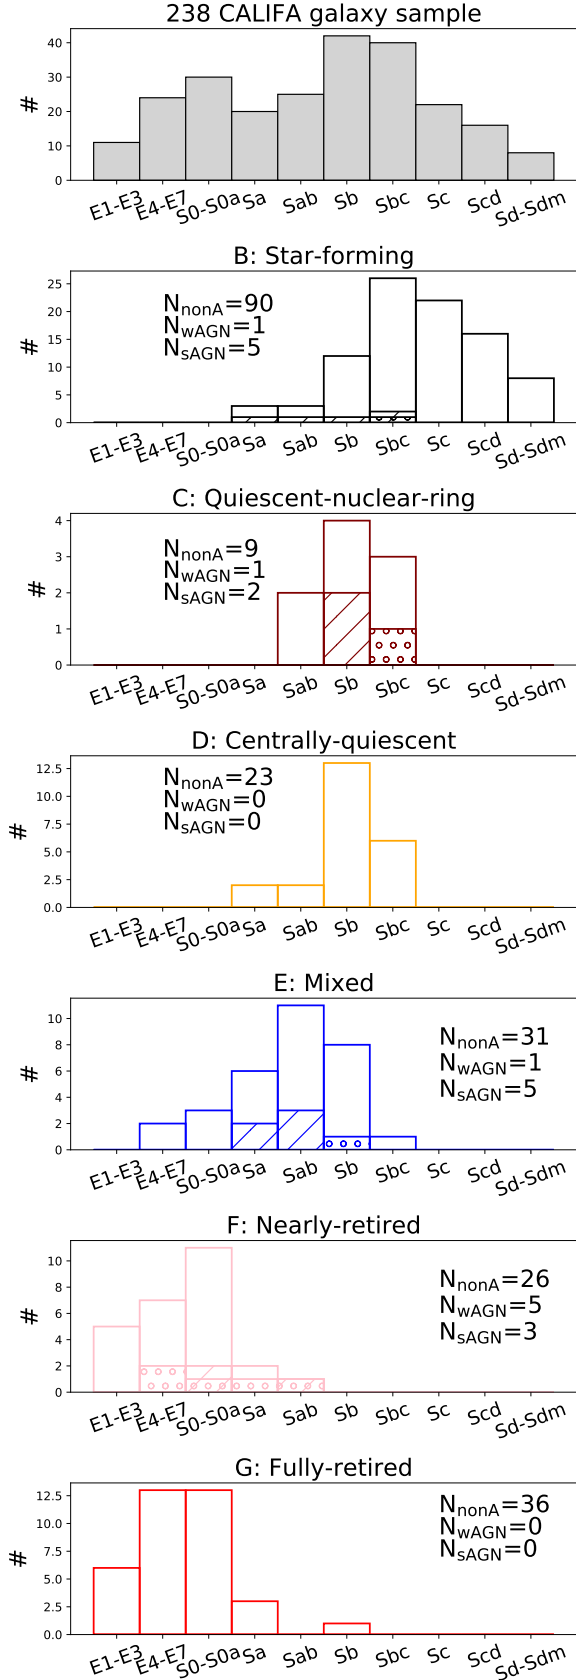 238 CALIFA galaxy sample
40
30
20
10
0
#
E1-E3 E4-E7 S0-S0a Sa Sab Sb Sbc Sc Scd Sd-Sdm
B: Star-forming
25
20
15
10
5
0
#
NnonA=90
NwAGN=1
NsAGN=5
E1-E3 E4-E7 S0-S0a Sa Sab Sb Sbc Sc Scd Sd-Sdm
C: Quiescent-nuclear-ring
4
3
2
1
0
#
NnonA=9
NwAGN=1
NsAGN=2
E1-E3 E4-E7 S0-S0a Sa Sab Sb Sbc Sc Scd Sd-Sdm
D: Centrally-quiescent
12.5
10.0
7.5
5.0
2.5
0.0
#
NnonA=23
NwAGN=0
NsAGN=0
E1-E3 E4-E7 S0-S0a Sa Sab Sb Sbc Sc Scd Sd-Sdm
E: Mixed
10
8
6
4
2
0
#
NnonA=31
NwAGN=1
NsAGN=5
E1-E3 E4-E7 S0-S0a Sa Sab Sb Sbc Sc Scd Sd-Sdm
F: Nearly-retired
10
8
6
4
2
0
#
NnonA=26
NwAGN=5
NsAGN=3
E1-E3 E4-E7 S0-S0a Sa Sab Sb Sbc Sc Scd Sd-Sdm
G: Fully-retired
12.5
10.0
7.5
5.0
2.5
0.0
#
NnonA=36
NwAGN=0
NsAGN=0
E1-E3 E4-E7 S0-S0a Sa Sab Sb Sbc Sc Scd Sd-Sdm